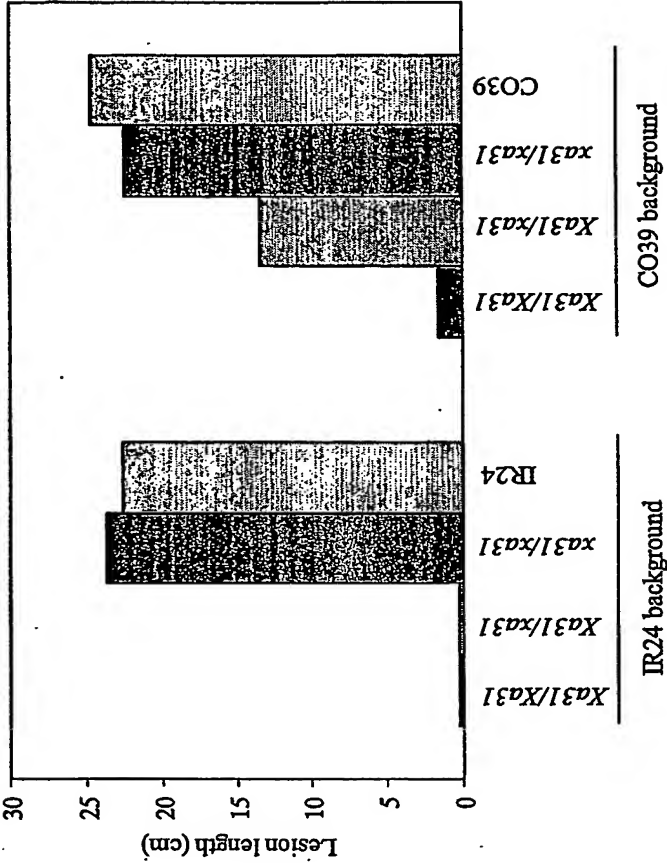 Lesion length (cm)
30
25
20
15
10
5
0
Xa31/Xa31
Xa31/xa31
xa31/xa31
IR24
Xa31/Xa31
Xa31/xa31
xa31/xa31
CO39
IR24 background
CO39 background